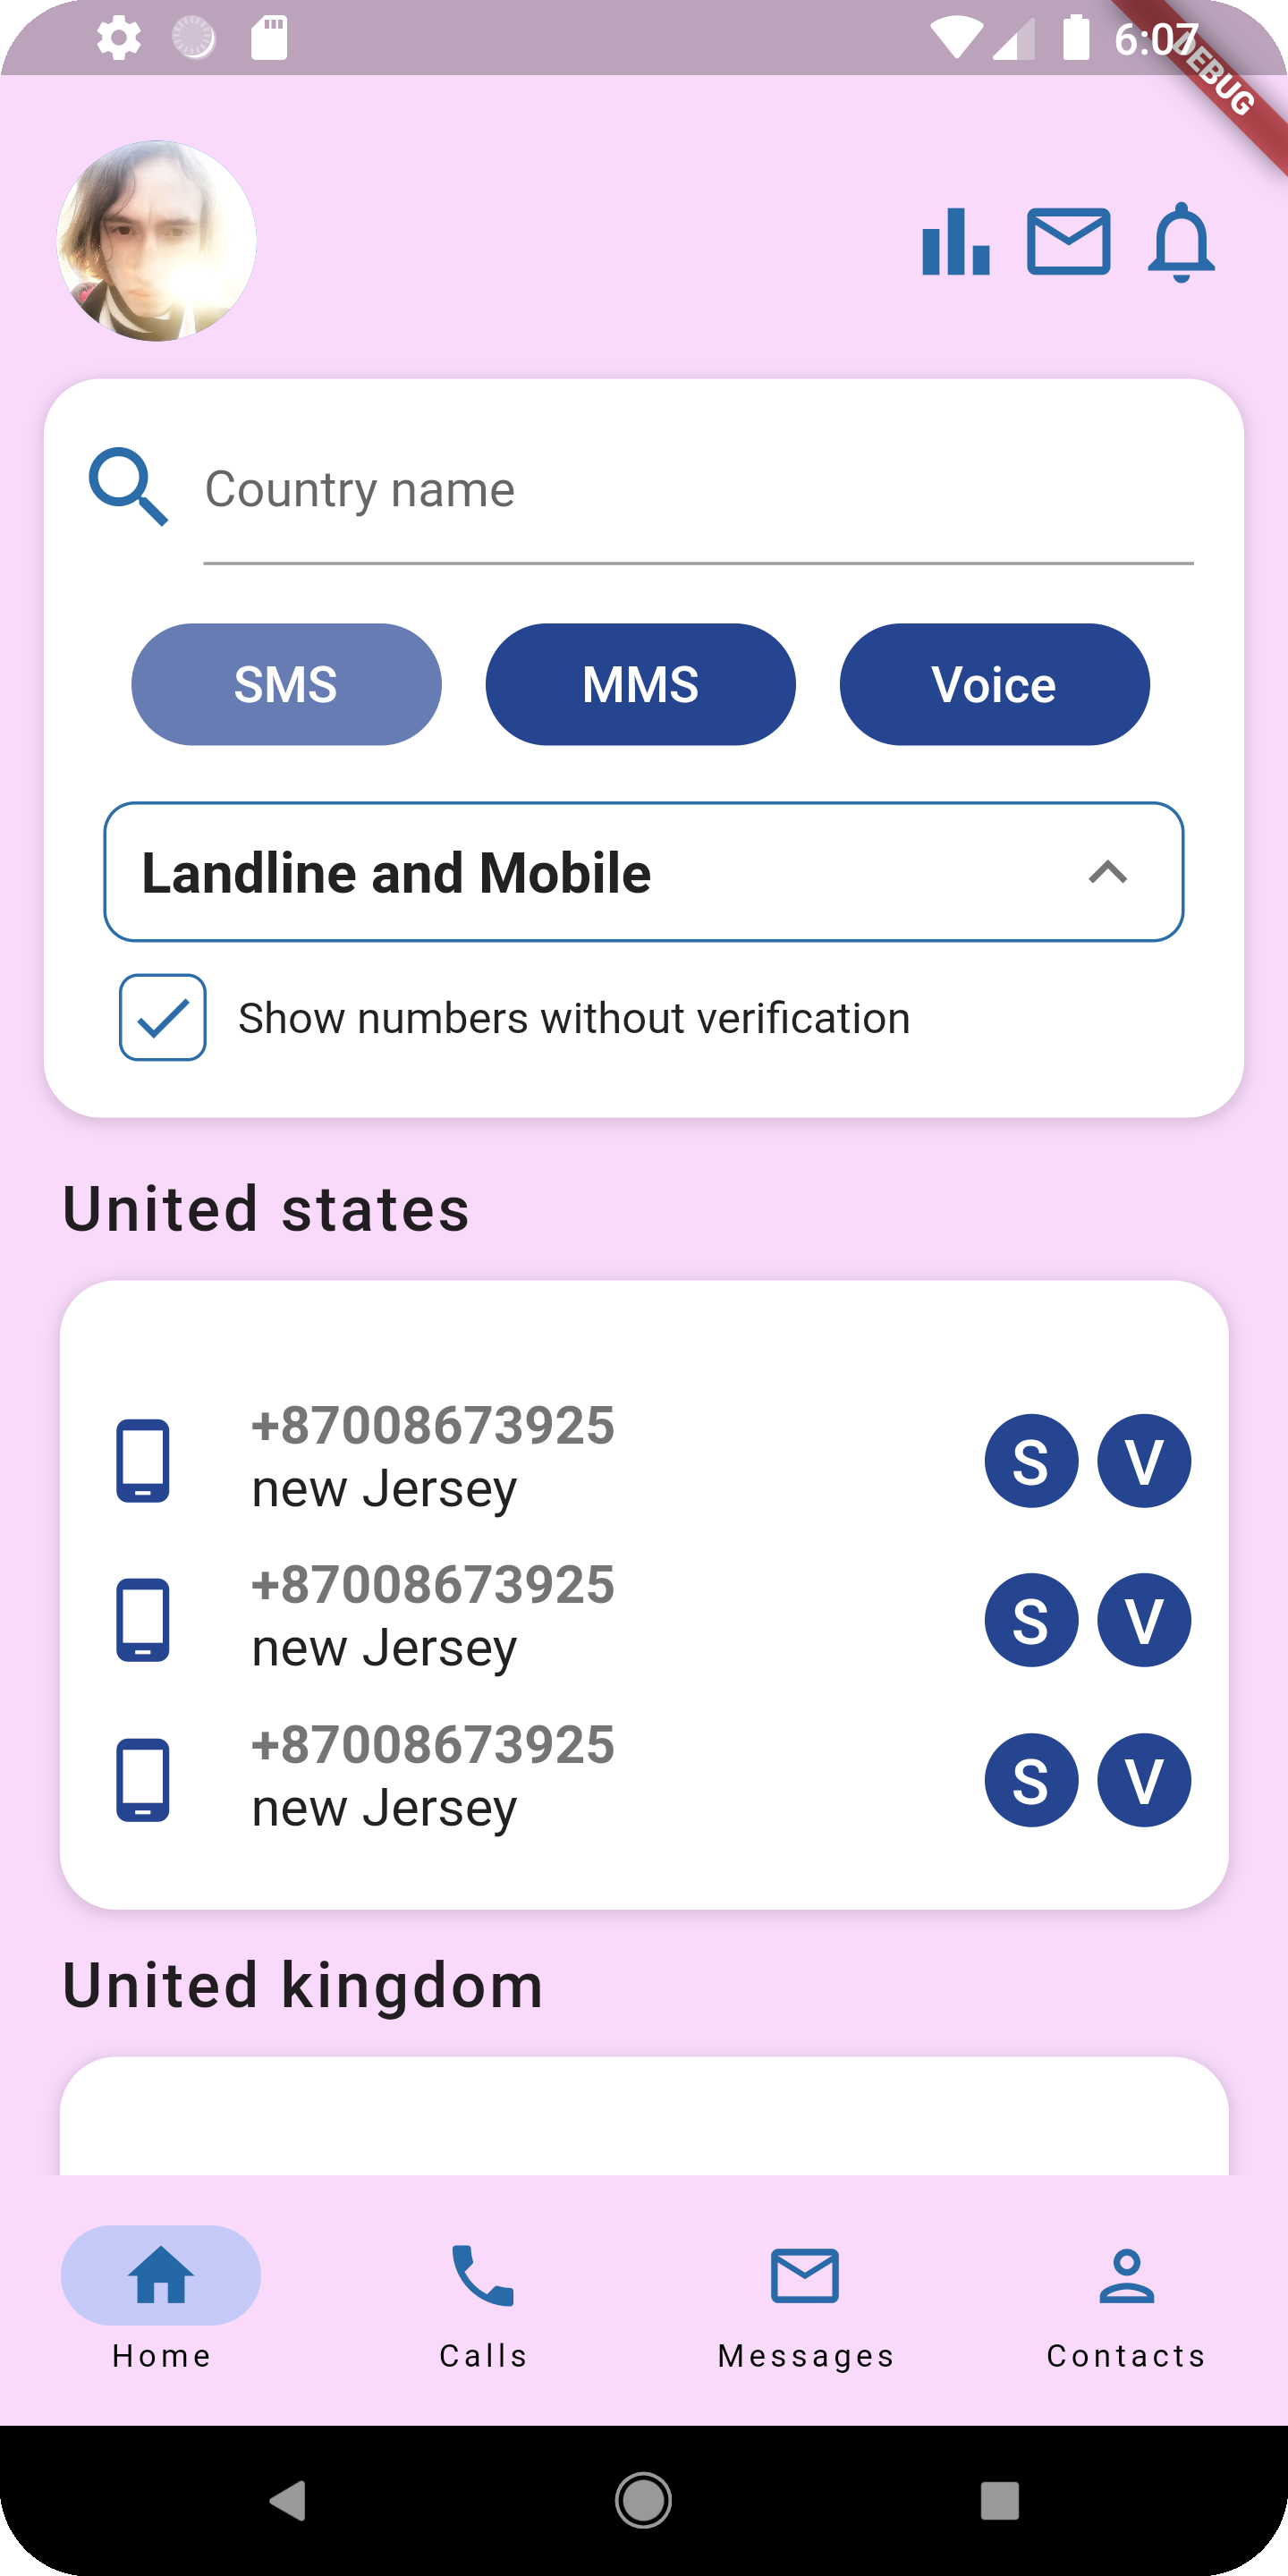 6:07
DEBUG
Country name
SMS MMS Voice
Landline and Mobile
Show numbers without verification
United states
+87008673925
new Jersey
S V
+87008673925
new Jersey
S V
+87008673925
new Jersey
S V
United kingdom
Home Calls Messages Contacts